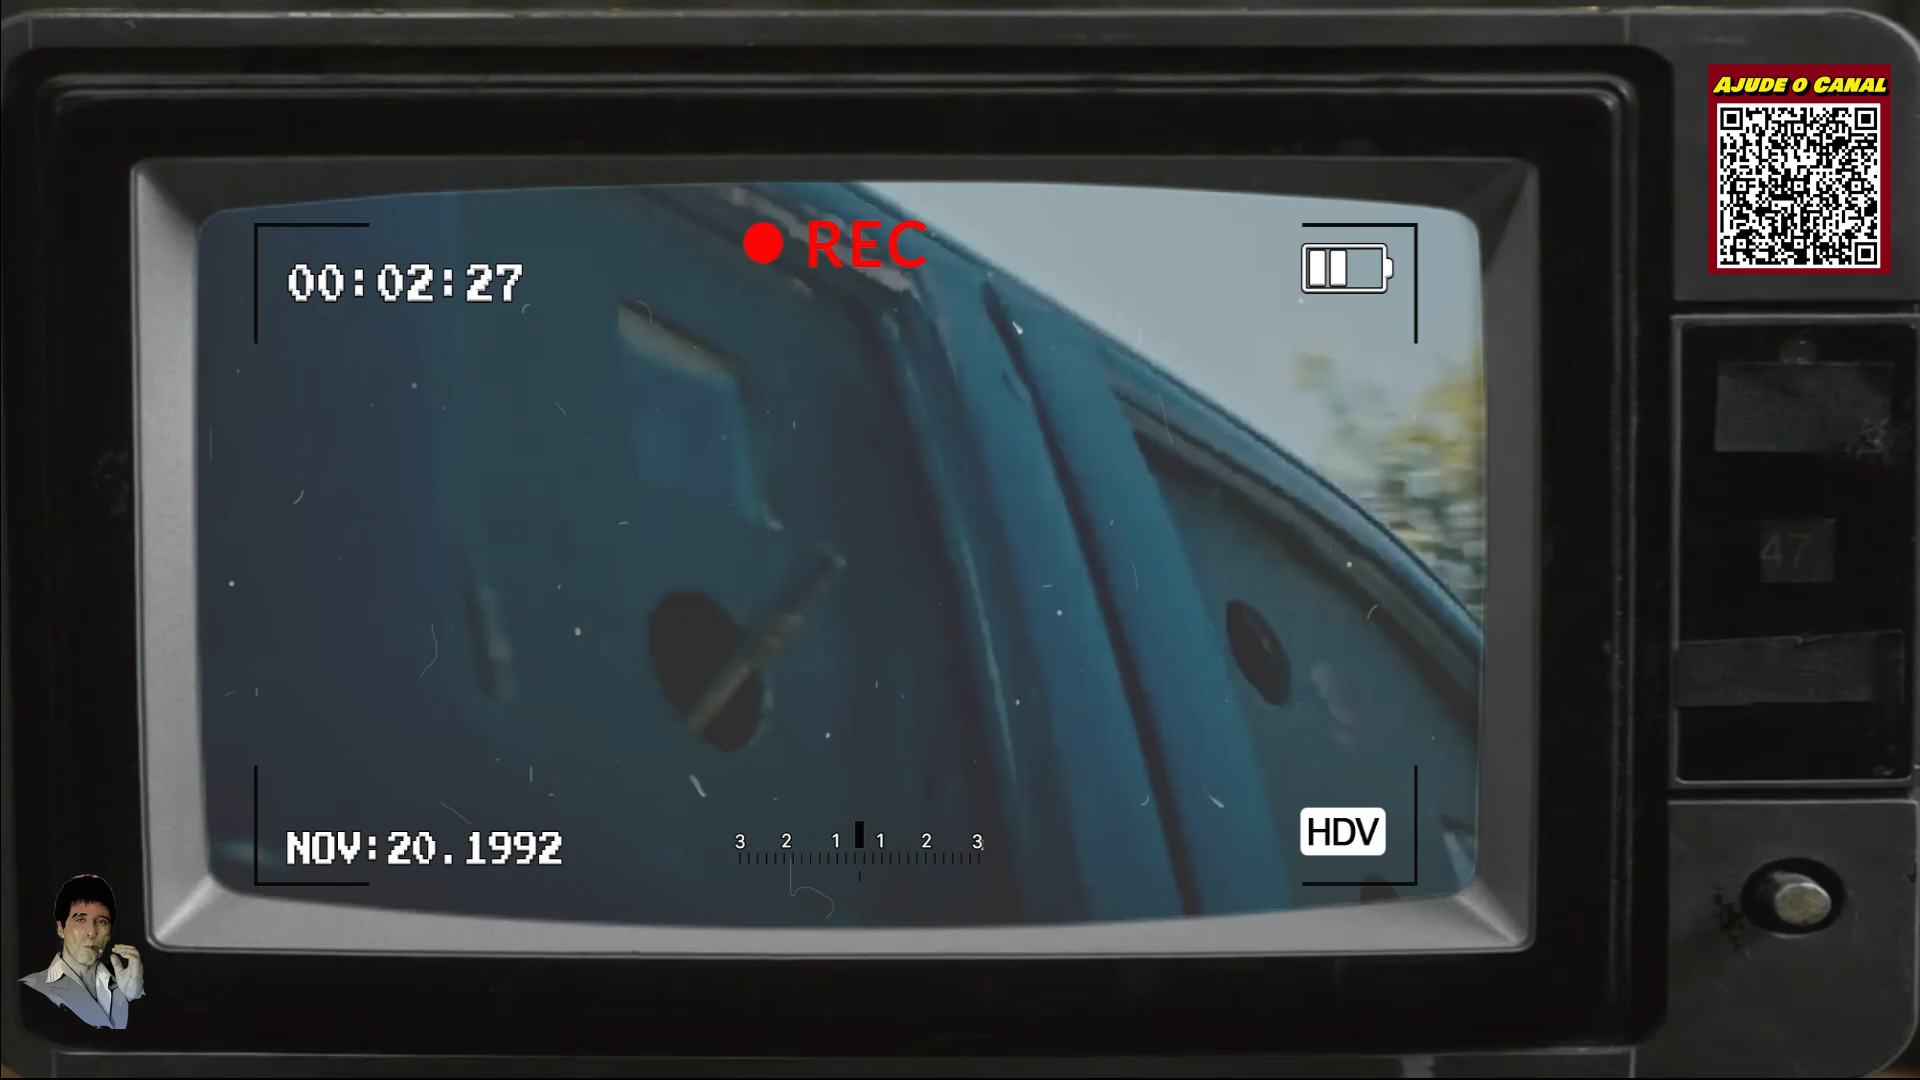 AJUDE O CANAL
REC
00:02:27
47
NOV:20.1992
3 2 1 1 2 3
HDV